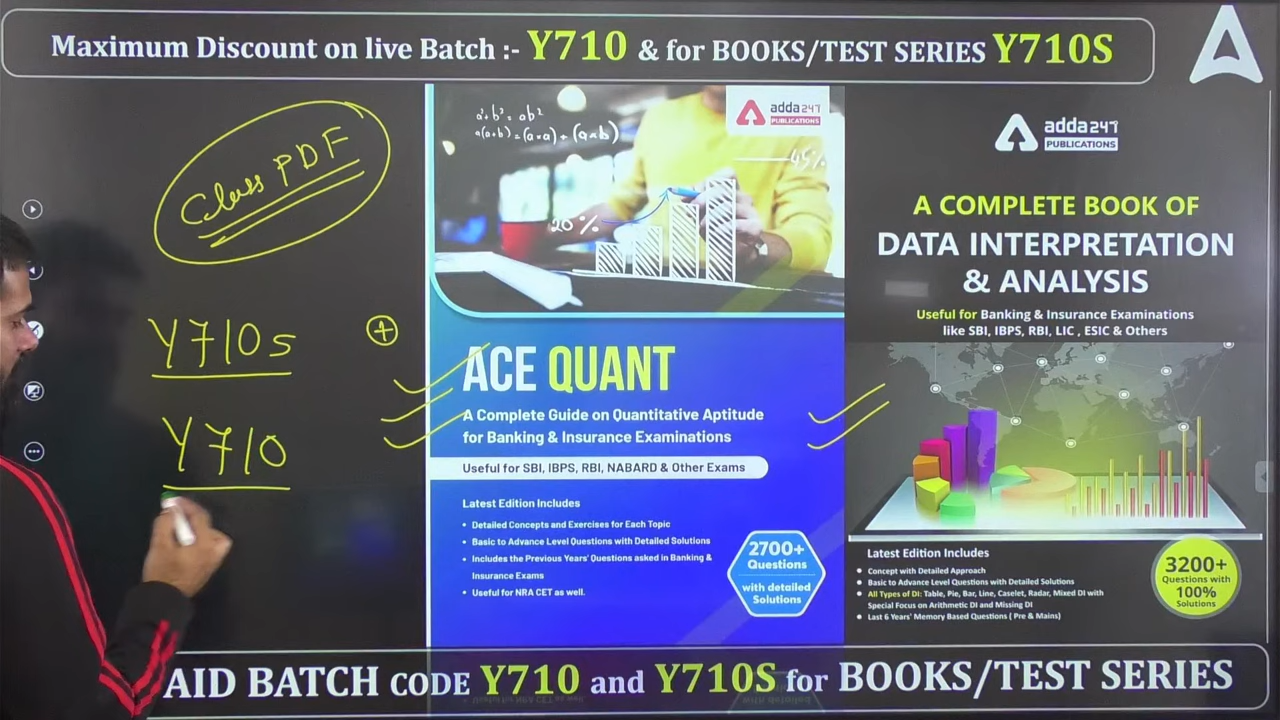 Maximum Discount on live Batch :- Y710 & for BOOKS/TEST SERIES Y710S
Class PDF
Y710s
Y710
a²+b²= ab²
a(a+b)=(a×a)+(a×b)
adda247
PUBLICATIONS
45%
20%
ACE QUANT
A Complete Guide on Quantitative Aptitude
for Banking & Insurance Examinations
Useful for SBI, IBPS, RBI, NABARD & Other Exams
Latest Edition Includes
• Detailed Concepts and Exercises for Each Topic
• Basic to Advance Level Questions with Detailed Solutions
• Includes the Previous Years' Questions asked in Banking &
Insurance Exams
• Useful for NRA CET as well.
2700+
Questions
with detailed
Solutions
adda247
PUBLICATIONS
A COMPLETE BOOK OF
DATA INTERPRETATION
& ANALYSIS
Useful for Banking & Insurance Examinations
like SBI, IBPS, RBI, LIC , ESIC & Others
Latest Edition Includes
• Concept with Detailed Approach
• Basic to Advance Level Questions with Detailed Solutions
• All Types of DI: Table, Pie, Bar, Line, Caselet, Radar, Mixed DI with
Special Focus on Arithmetic DI and Missing DI
• Last 6 Years' Memory Based Questions ( Pre & Mains)
3200+
Questions with
100%
Solutions
AID BATCH CODE Y710 and Y710S for BOOKS/TEST SERIES